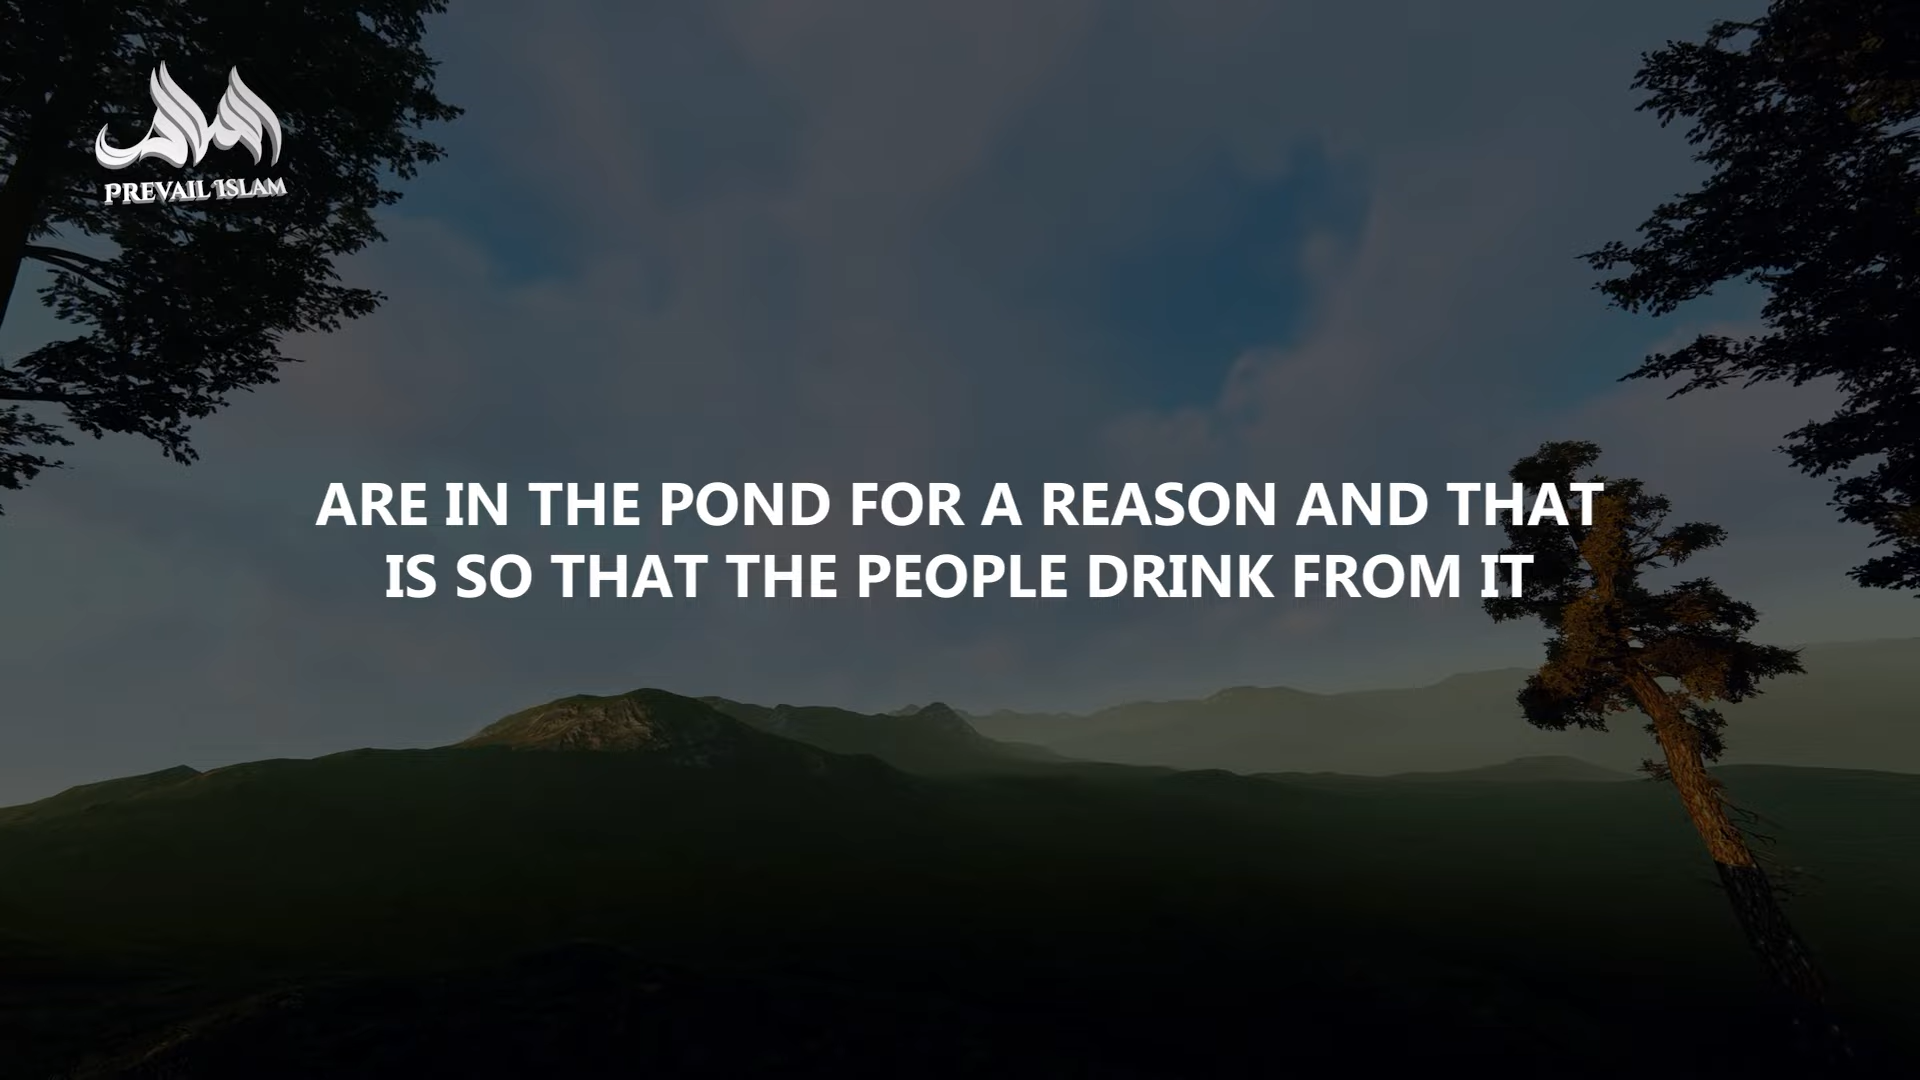 PREVAIL ISLAM
ARE IN THE POND FOR A REASON AND THAT
IS SO THAT THE PEOPLE DRINK FROM IT